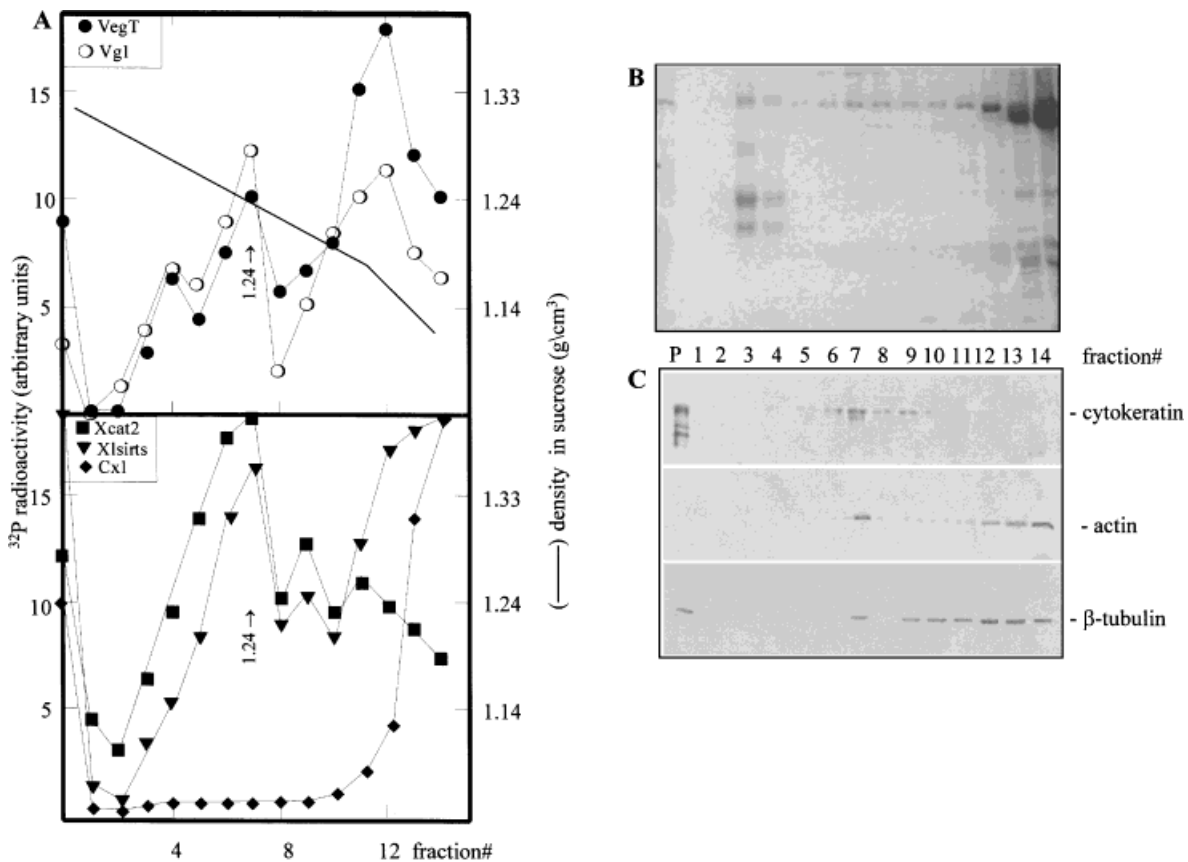 A
VegT
Vgl
15
10
5
1.33
1.24
1.14
1.24 →
Xcat2
Xlsirts
Cxl
15
10
5
1.33
1.24
1.14
1.24 →
4 8 12 fraction#
³²P radioactivity (arbitrary units)
(——) density in sucrose (g\cm³)
B
P 1 2 3 4 5 6 7 8 9 10 11 12 13 14 fraction#
C
- cytokeratin
- actin
- β-tubulin